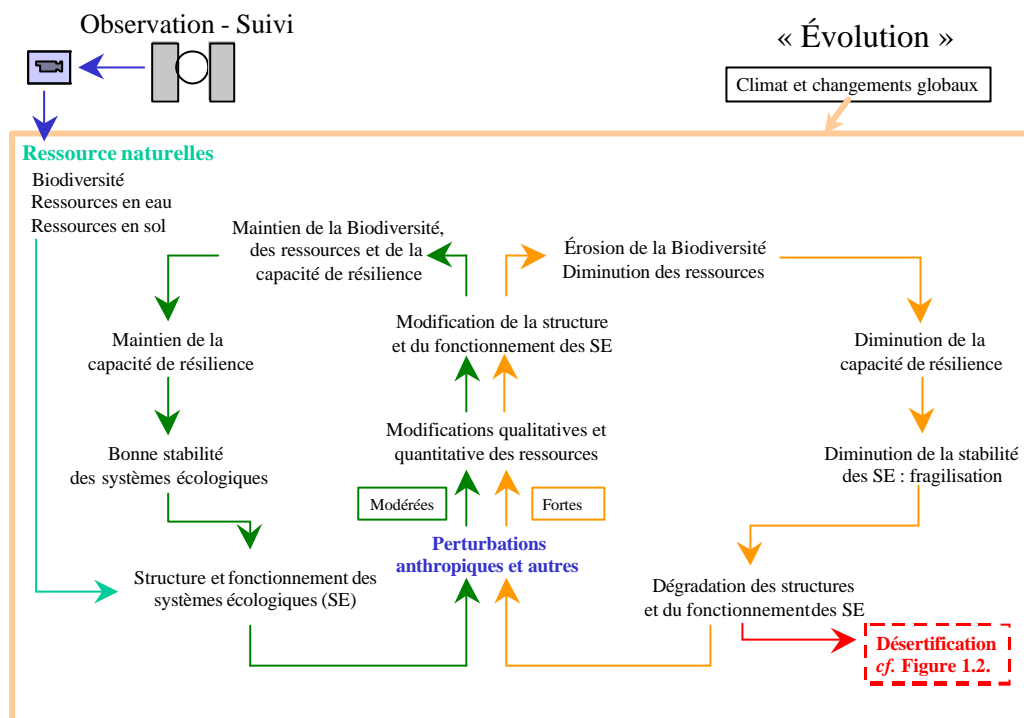 Observation - Suivi
« Évolution »
Climat et changements globaux
Ressource naturelles
Biodiversité
Ressources en eau
Ressources en sol
Maintien de la Biodiversité,
des ressources et de la
capacité de résilience
Érosion de la Biodiversité
Diminution des ressources
Maintien de la
capacité de résilience
Modification de la structure
et du fonctionnement des SE
Diminution de la
capacité de résilience
Bonne stabilité
des systèmes écologiques
Modifications qualitatives et
quantitative des ressources
Diminution de la stabilité
des SE : fragilisation
Modérées
Fortes
Perturbations
anthropiques et autres
Structure et fonctionnement des
systèmes écologiques (SE)
Dégradation des structures
et du fonctionnement des SE
Désertification
cf. Figure 1.2.